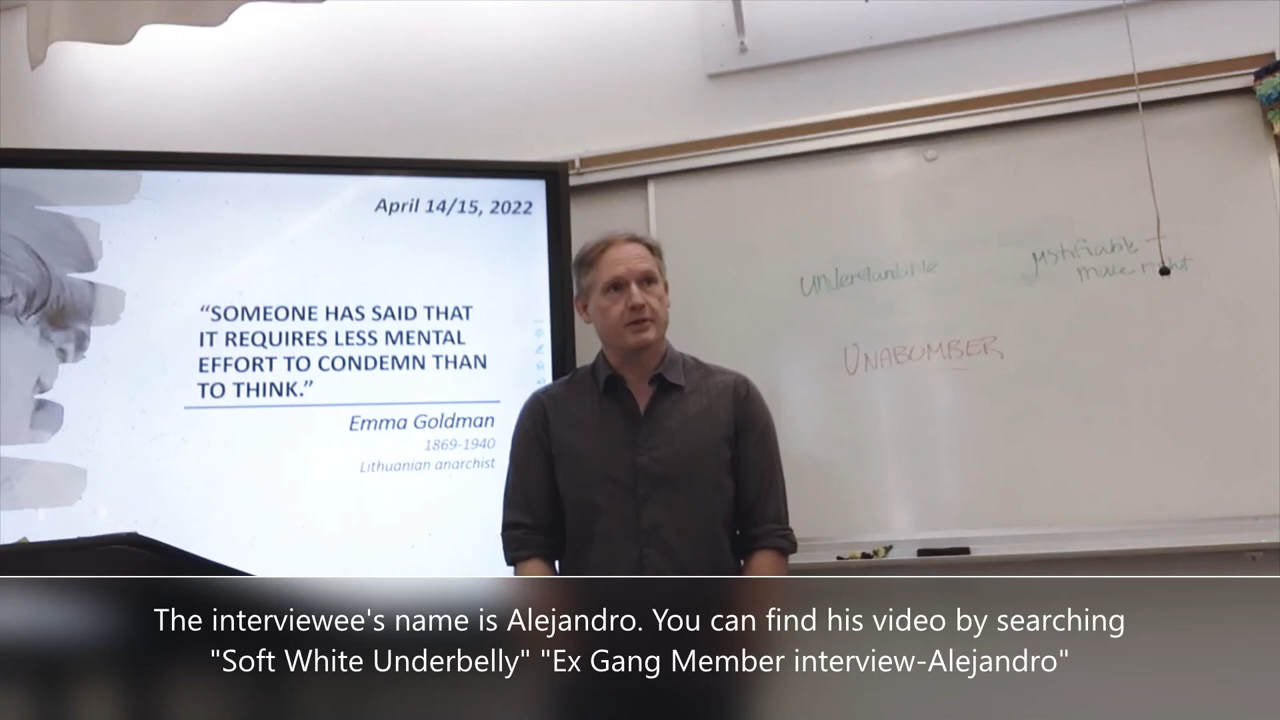 April 14/15, 2022
“SOMEONE HAS SAID THAT
IT REQUIRES LESS MENTAL
EFFORT TO CONDEMN THAN
TO THINK.”
Emma Goldman
1869-1940
Lithuanian anarchist
understandable
justifiable
make right
UNABOMBER
The interviewee's name is Alejandro. You can find his video by searching
"Soft White Underbelly" "Ex Gang Member interview-Alejandro"